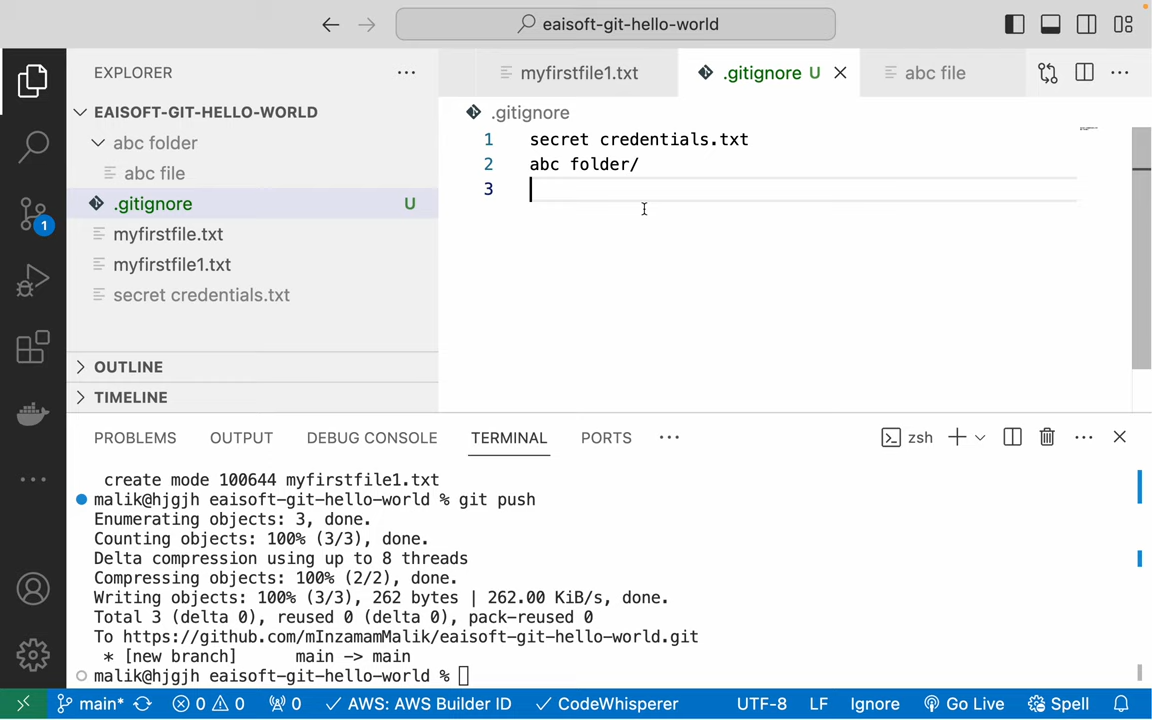 eaisoft-git-hello-world
EXPLORER
EAISOFT-GIT-HELLO-WORLD
abc folder
abc file
.gitignore U
myfirstfile.txt
myfirstfile1.txt
secret credentials.txt
OUTLINE
TIMELINE
myfirstfile1.txt
.gitignore U
abc file
.gitignore
1 secret credentials.txt
2 abc folder/
3
1
PROBLEMS OUTPUT DEBUG CONSOLE TERMINAL PORTS
zsh
create mode 100644 myfirstfile1.txt
malik@hjgjh eaisoft-git-hello-world % git push
Enumerating objects: 3, done.
Counting objects: 100% (3/3), done.
Delta compression using up to 8 threads
Compressing objects: 100% (2/2), done.
Writing objects: 100% (3/3), 262 bytes | 262.00 KiB/s, done.
Total 3 (delta 0), reused 0 (delta 0), pack-reused 0
To https://github.com/mInzamamMalik/eaisoft-git-hello-world.git
* [new branch] main -> main
malik@hjgjh eaisoft-git-hello-world %
main* 0 0 0 AWS: AWS Builder ID CodeWhisperer UTF-8 LF Ignore Go Live Spell